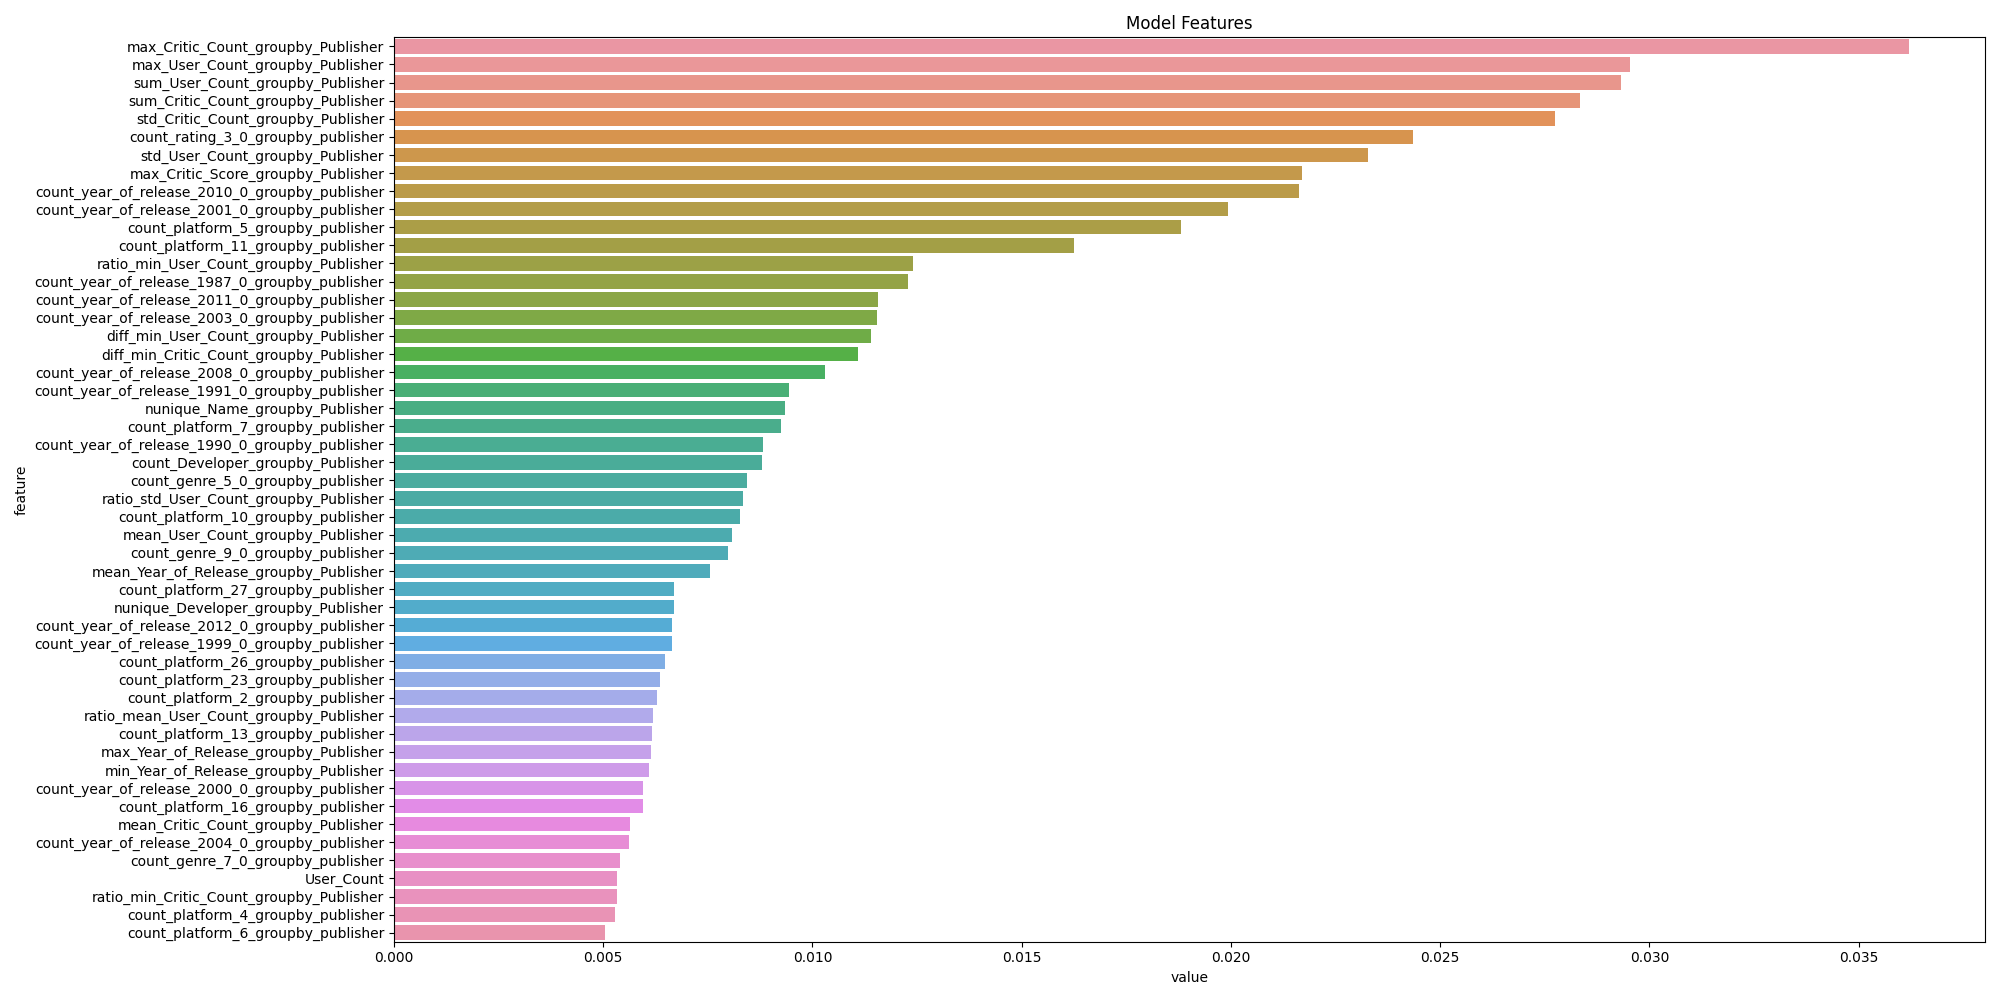 Model Features
max_Critic_Count_groupby_Publisher
max_User_Count_groupby_Publisher
sum_User_Count_groupby_Publisher
sum_Critic_Count_groupby_Publisher
std_Critic_Count_groupby_Publisher
count_rating_3_0_groupby_publisher
std_User_Count_groupby_Publisher
max_Critic_Score_groupby_Publisher
count_year_of_release_2010_0_groupby_publisher
count_year_of_release_2001_0_groupby_publisher
count_platform_5_groupby_publisher
count_platform_11_groupby_publisher
ratio_min_User_Count_groupby_Publisher
count_year_of_release_1987_0_groupby_publisher
count_year_of_release_2011_0_groupby_publisher
count_year_of_release_2003_0_groupby_publisher
diff_min_User_Count_groupby_Publisher
diff_min_Critic_Count_groupby_Publisher
count_year_of_release_2008_0_groupby_publisher
count_year_of_release_1991_0_groupby_publisher
nunique_Name_groupby_Publisher
count_platform_7_groupby_publisher
count_year_of_release_1990_0_groupby_publisher
count_Developer_groupby_Publisher
count_genre_5_0_groupby_publisher
ratio_std_User_Count_groupby_Publisher
count_platform_10_groupby_publisher
mean_User_Count_groupby_Publisher
count_genre_9_0_groupby_publisher
mean_Year_of_Release_groupby_Publisher
count_platform_27_groupby_publisher
nunique_Developer_groupby_Publisher
count_year_of_release_2012_0_groupby_publisher
count_year_of_release_1999_0_groupby_publisher
count_platform_26_groupby_publisher
count_platform_23_groupby_publisher
count_platform_2_groupby_publisher
ratio_mean_User_Count_groupby_Publisher
count_platform_13_groupby_publisher
max_Year_of_Release_groupby_Publisher
min_Year_of_Release_groupby_Publisher
count_year_of_release_2000_0_groupby_publisher
count_platform_16_groupby_publisher
mean_Critic_Count_groupby_Publisher
count_year_of_release_2004_0_groupby_publisher
count_genre_7_0_groupby_publisher
User_Count
ratio_min_Critic_Count_groupby_Publisher
count_platform_4_groupby_publisher
count_platform_6_groupby_publisher
feature
0.000 0.005 0.010 0.015 0.020 0.025 0.030 0.035
value